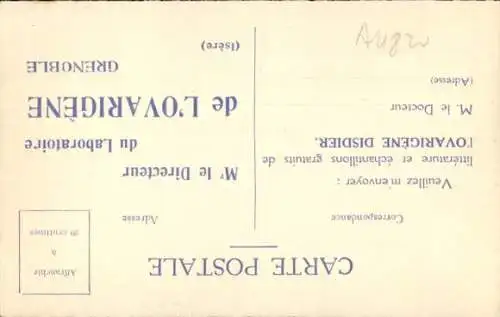 CARTE POSTALE
Correspondance
Veuillez m'envoyer :
littérature et échantillons gratuits de
l'OVARIGÈNE DISDIER.
M. le Docteur
(Adresse)
Adresse
Affranchir
à
20 centimes
Mr le Directeur
du Laboratoire
de L'OVARIGÈNE
GRENOBLE
(Isère)